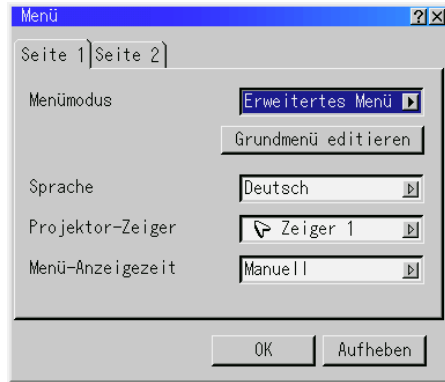 Menü
Seite 1 Seite 2
Menümodus Erweitertes Menü
Grundmenü editieren
Sprache Deutsch
Projektor-Zeiger Zeiger 1
Menü-Anzeigezeit Manuell
OK Aufheben